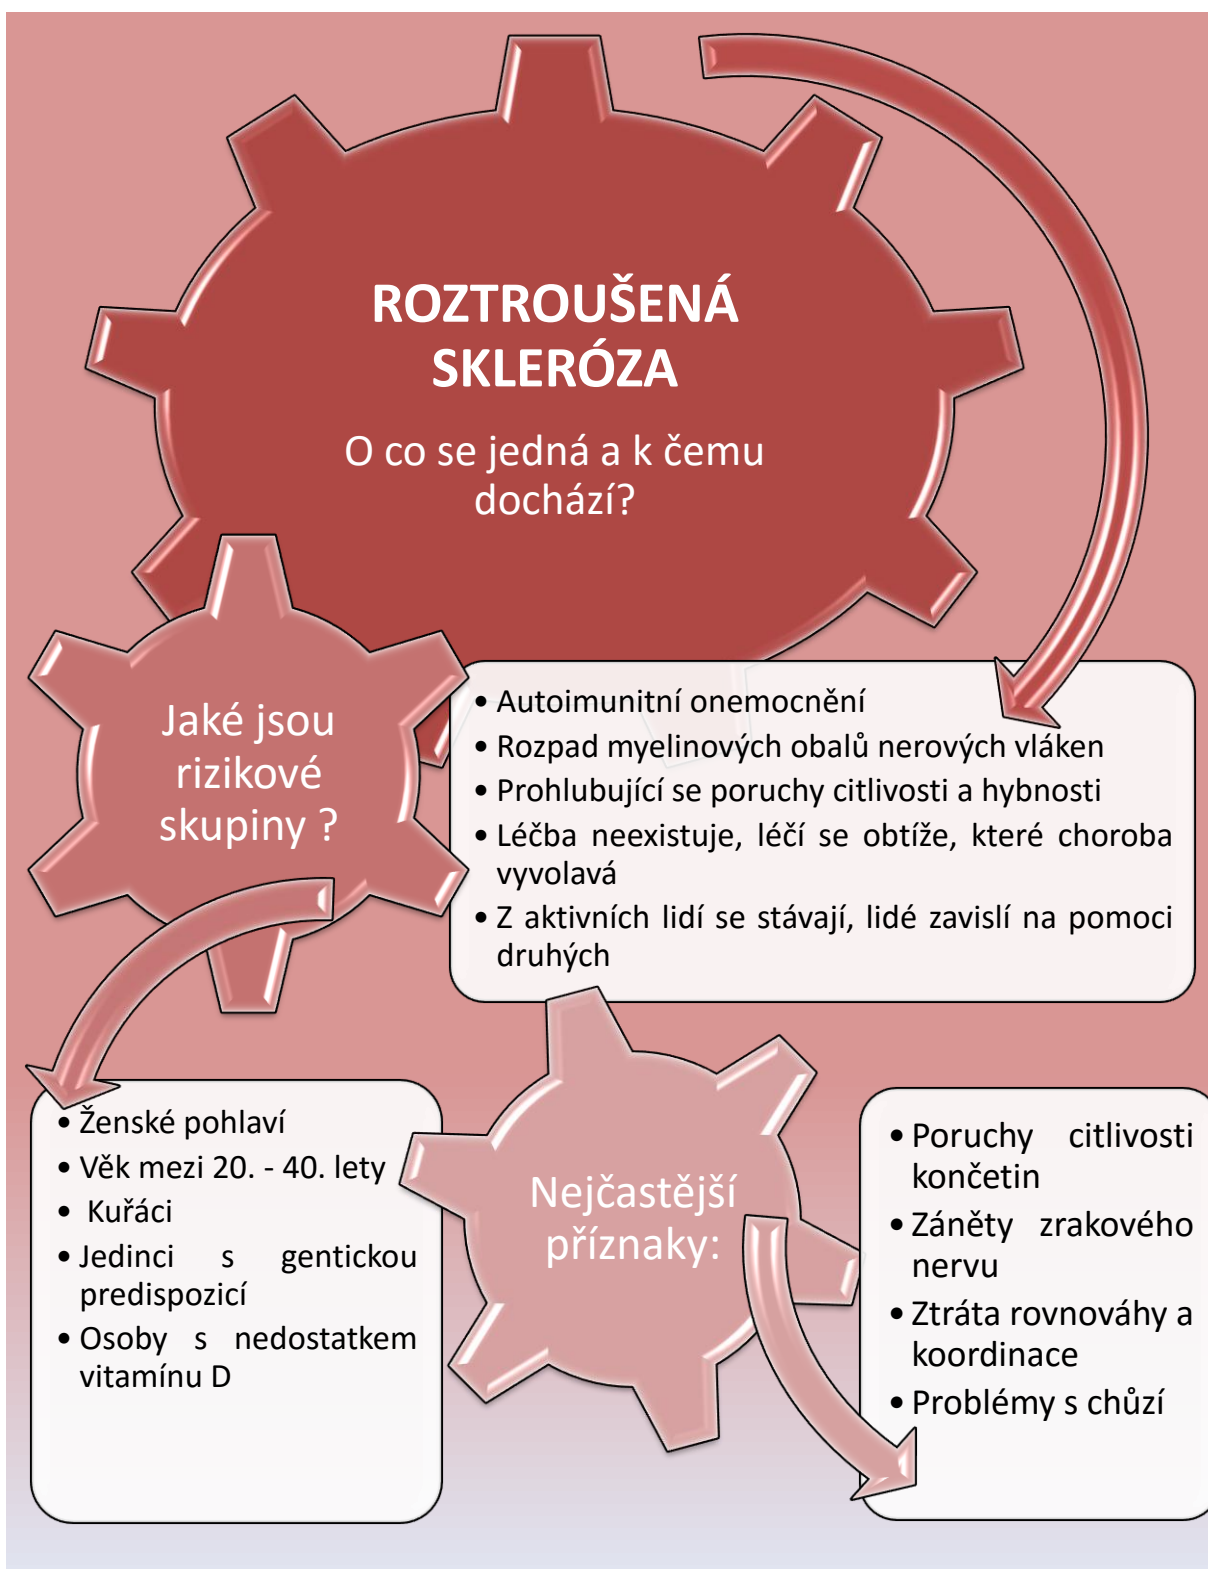 ROZTROUŠENÁ
SKLERÓZA
O co se jedná a k čemu
dochází?
Jaké jsou
rizikové
skupiny ?
• Autoimunitní onemocnění
• Rozpad myelinových obalů nerových vláken
• Prohlubující se poruchy citlivosti a hybnosti
• Léčba neexistuje, léčí se obtíže, které choroba
vyvolavá
• Z aktivních lidí se stávají, lidé zavislí na pomoci
druhých
• Ženské pohlaví
• Věk mezi 20. - 40. lety
• Kuřáci
• Jedinci s gentickou
predispozicí
• Osoby s nedostatkem
vitamínu D
Nejčastější
příznaky:
• Poruchy citlivosti
končetin
• Záněty zrakového
nervu
• Ztráta rovnováhy a
koordinace
• Problémy s chůzí